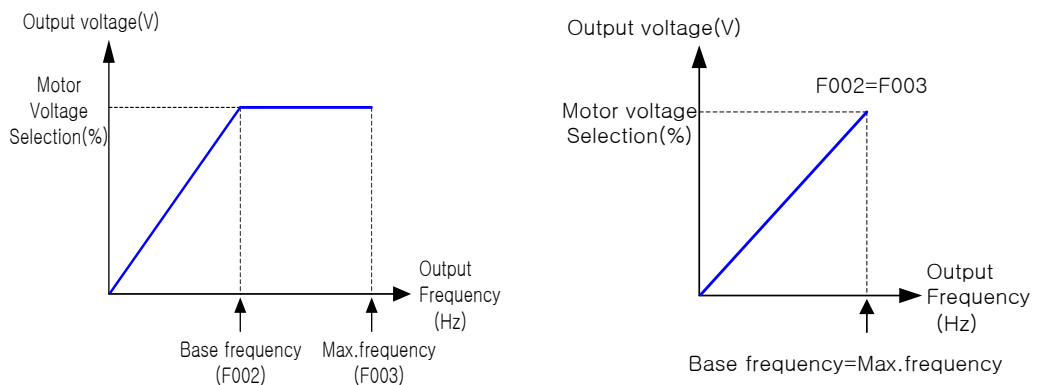 Output voltage(V)
Motor
Voltage
Selection(%)
Output
Frequency
(Hz)
Base frequency
(F002)
Max.frequency
(F003)
Output voltage(V)
F002=F003
Motor voltage
Selection(%)
Output
Frequency
(Hz)
Base frequency=Max.frequency